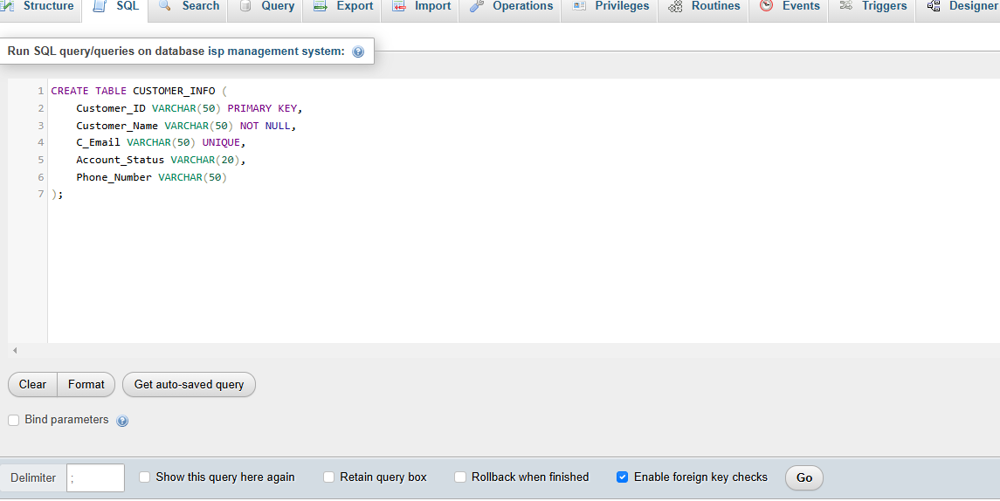 Structure SQL Search Query Export Import Operations Privileges Routines Events Triggers Designer
Run SQL query/queries on database isp management system:
1 CREATE TABLE CUSTOMER_INFO (
2     Customer_ID VARCHAR(50) PRIMARY KEY,
3     Customer_Name VARCHAR(50) NOT NULL,
4     C_Email VARCHAR(50) UNIQUE,
5     Account_Status VARCHAR(20),
6     Phone_Number VARCHAR(50)
7 );
Clear Format Get auto-saved query
Bind parameters
Delimiter ; Show this query here again Retain query box Rollback when finished Enable foreign key checks Go